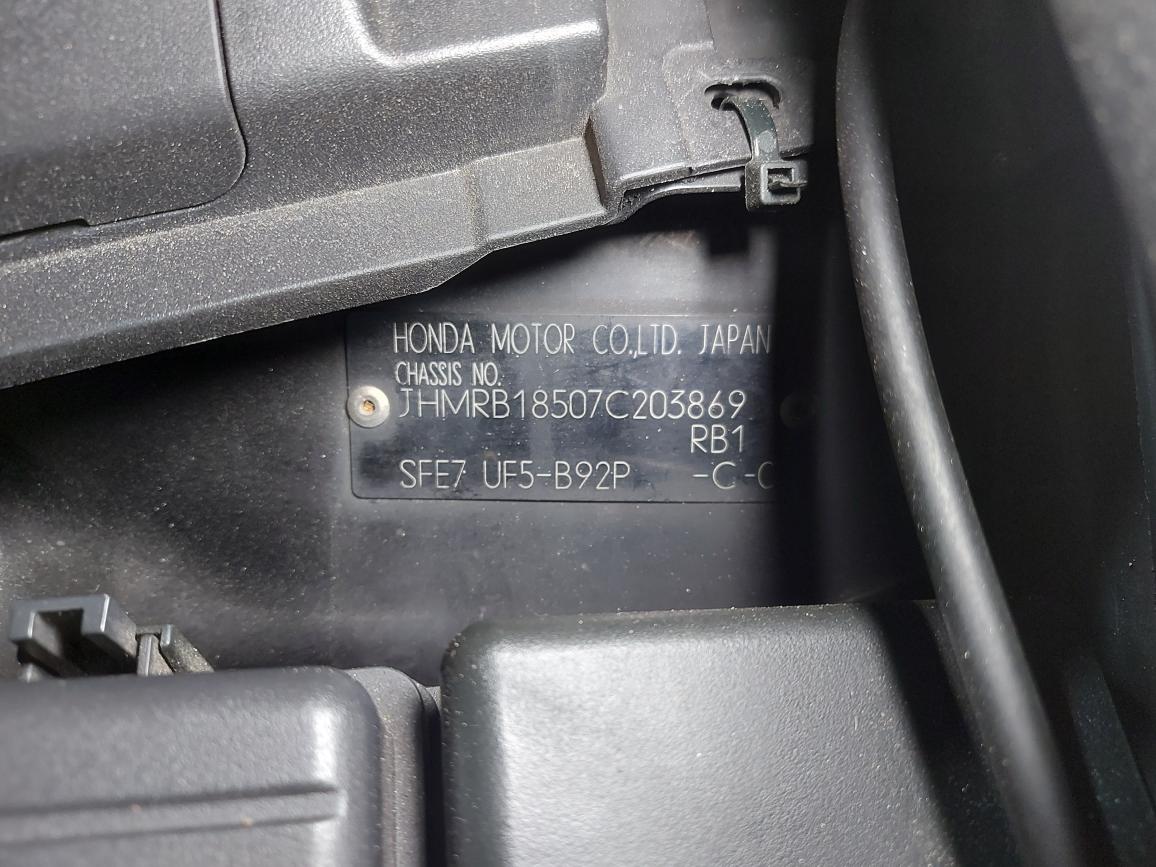 HONDA MOTOR CO.,LTD. JAPAN
CHASSIS NO.
JHMRB18507C203869
RB1
SFE7 UF5-B92P -C-